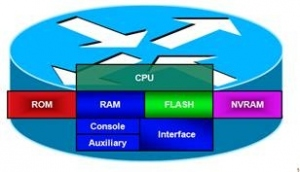 CPU
ROM RAM FLASH NVRAM
Console
Interface
Auxiliary